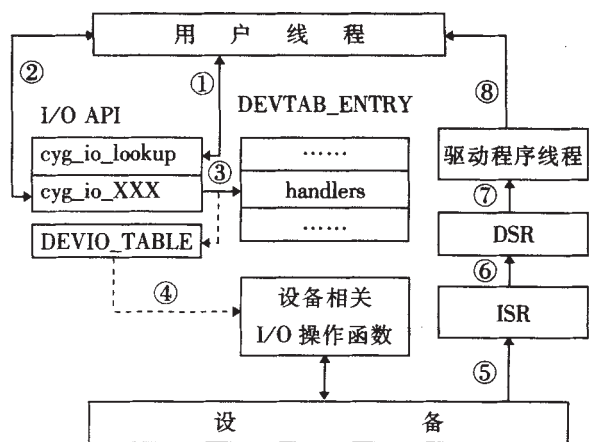 用户线程
②
①
⑧
I/O API
DEVTAB_ENTRY
cyg_io_lookup
……
驱动程序线程
③
cyg_io_XXX
handlers
⑦
……
DEVIO_TABLE
DSR
⑥
④
设备相关
I/O 操作函数
ISR
⑤
设备